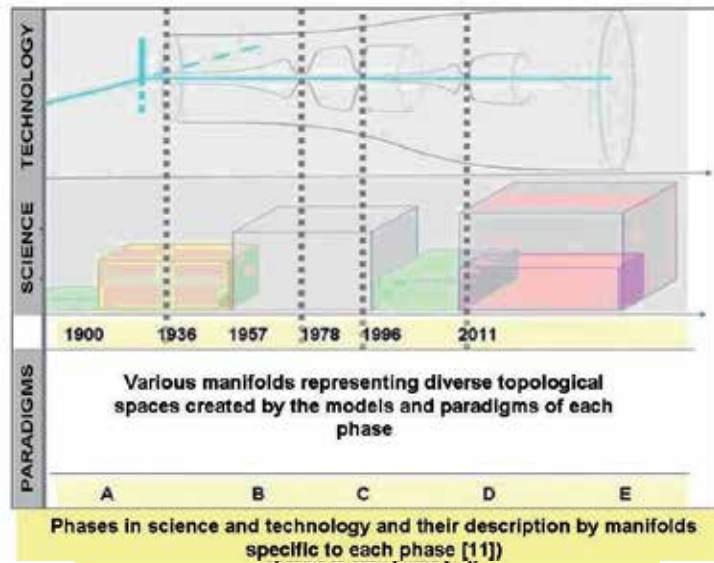 TECHNOLOGY
SCIENCE
1900 1936 1957 1978 1996 2011
PARADIGMS
Various manifolds representing diverse topological
spaces created by the models and paradigms of each
phase
A B C D E
Phases in science and technology and their description by manifolds
specific to each phase [11])